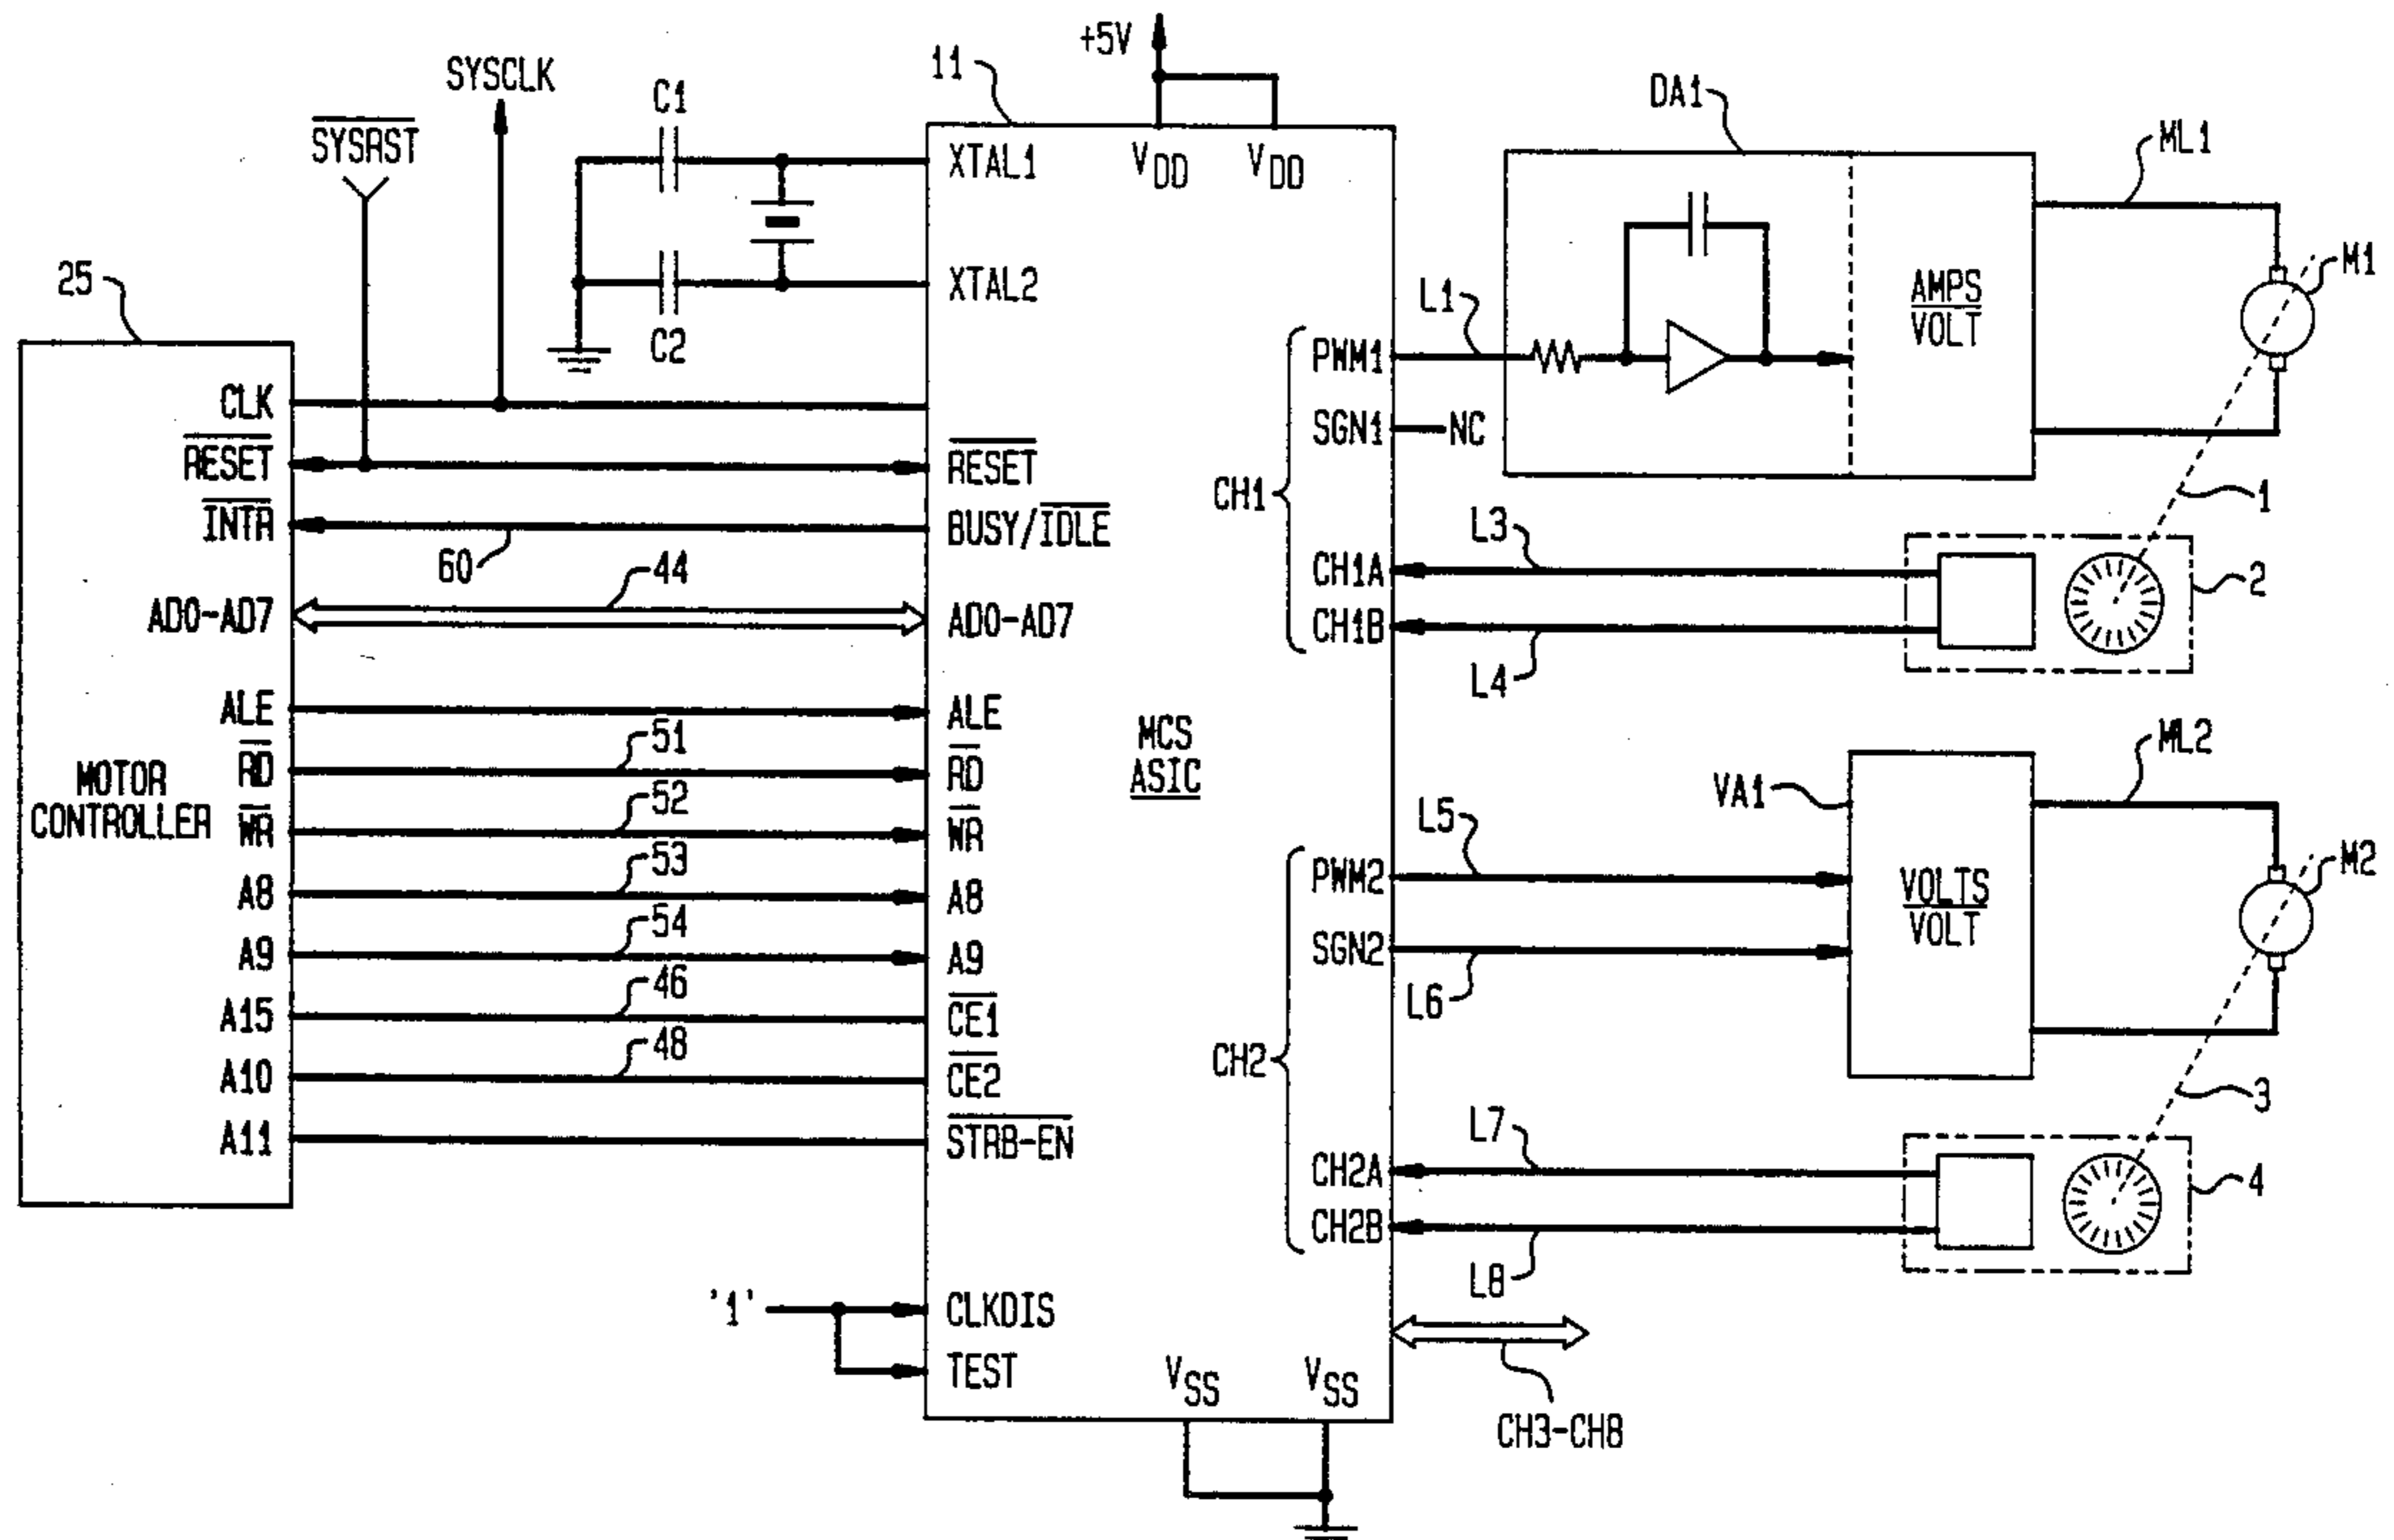 +5V
11
SYSCLK
C1
DA1
SYSRST
ML1
XTAL1
VDD
VDD
25
XTAL2
C2
L1
AMPS
VOLT
M1
PWM1
CLK
SGN1
NC
RESET
RESET
CH1
1
INTR
BUSY/IDLE
L3
60
44
CH1A
2
AD0-AD7
AD0-AD7
CH1B
L4
ALE
ALE
51
MCS
ASIC
ML2
RD
RD
MOTOR
CONTROLLER
52
VA1
WR
WR
L5
53
PWM2
VOLTS
VOLT
M2
A8
A8
54
SGN2
A9
A9
46
L6
A15
CE1
48
CH2
A10
CE2
3
L7
A11
STRB-EN
CH2A
4
CH2B
L8
'1'
CLKDIS
TEST
VSS
VSS
CH3-CH8